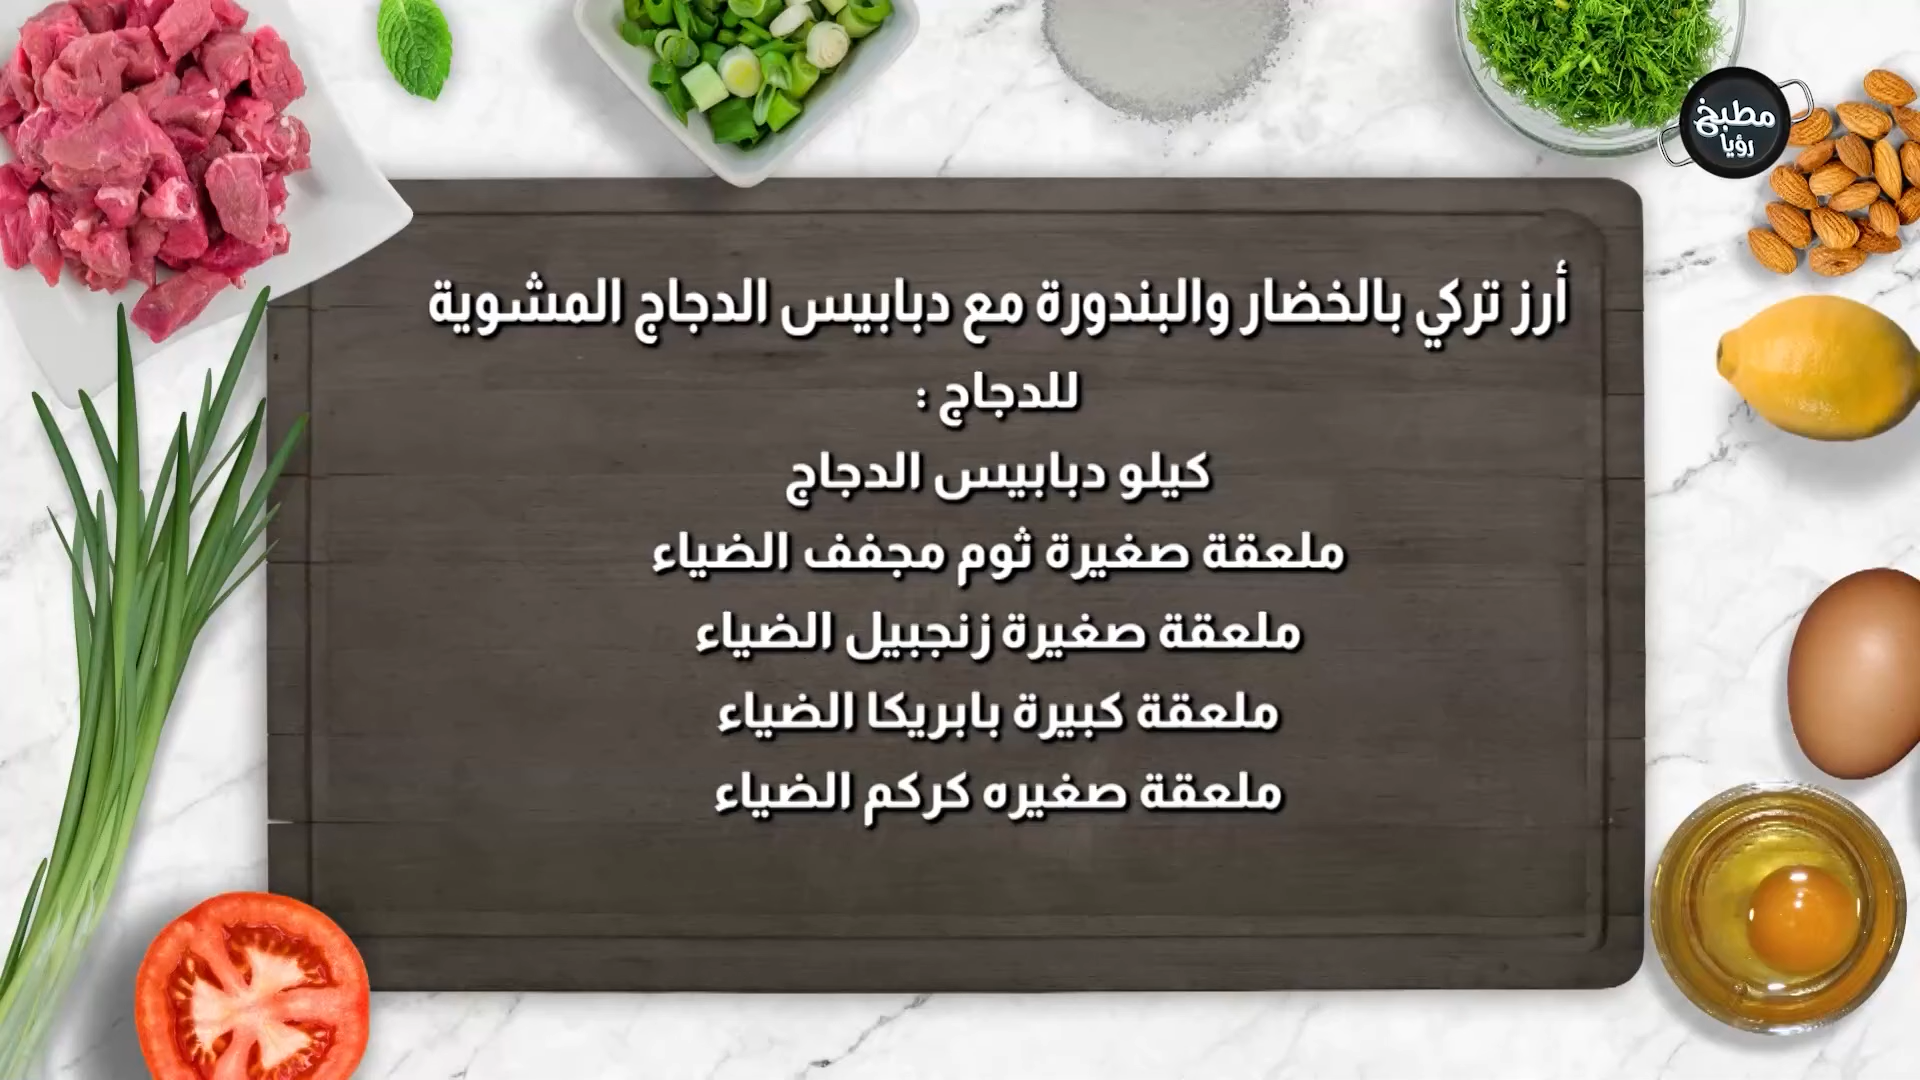 مطبخ
رؤيا
أرز تركي بالخضار والبندورة مع دبابيس الدجاج المشوية
للدجاج :
كيلو دبابيس الدجاج
ملعقة صغيرة ثوم مجفف الضياء
ملعقة صغيرة زنجبيل الضياء
ملعقة كبيرة بابريكا الضياء
ملعقة صغيره كركم الضياء